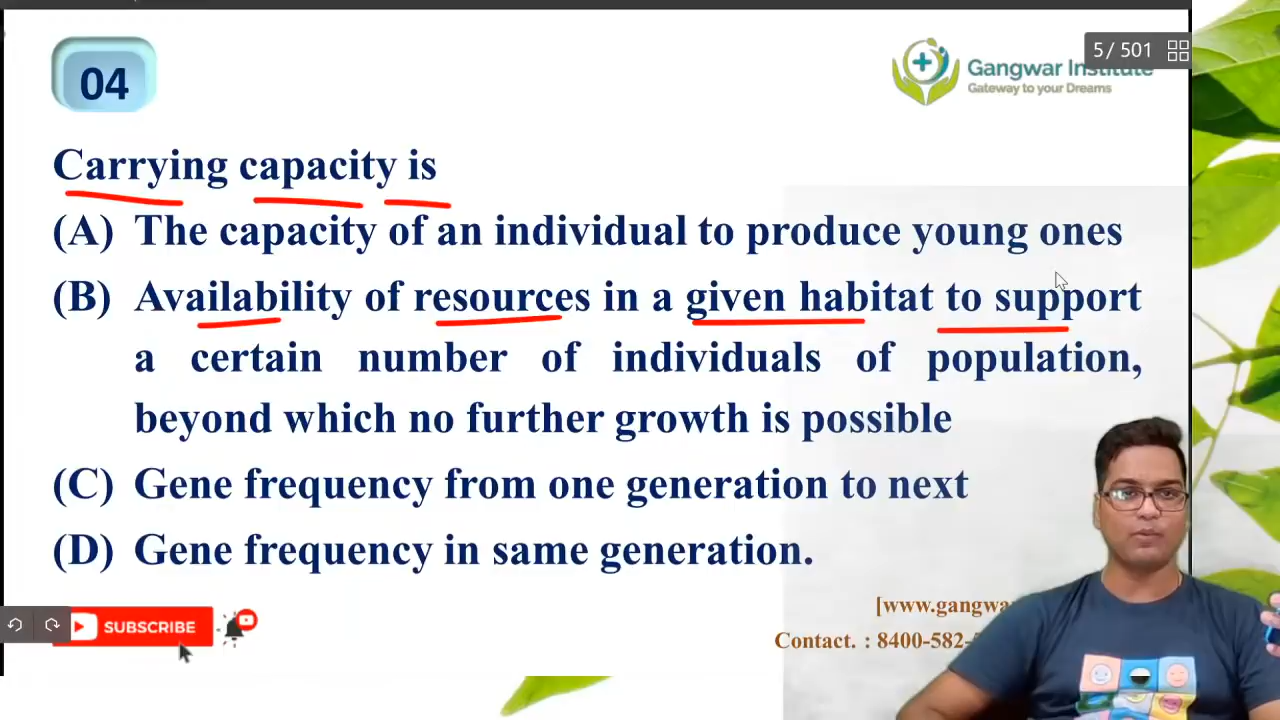 5 / 501
04
Gangwar Institute
Gateway to your Dreams
Carrying capacity is
(A) The capacity of an individual to produce young ones
(B) Availability of resources in a given habitat to support
a certain number of individuals of population,
beyond which no further growth is possible
(C) Gene frequency from one generation to next
(D) Gene frequency in same generation.
SUBSCRIBE
Contact. : 8400-582-